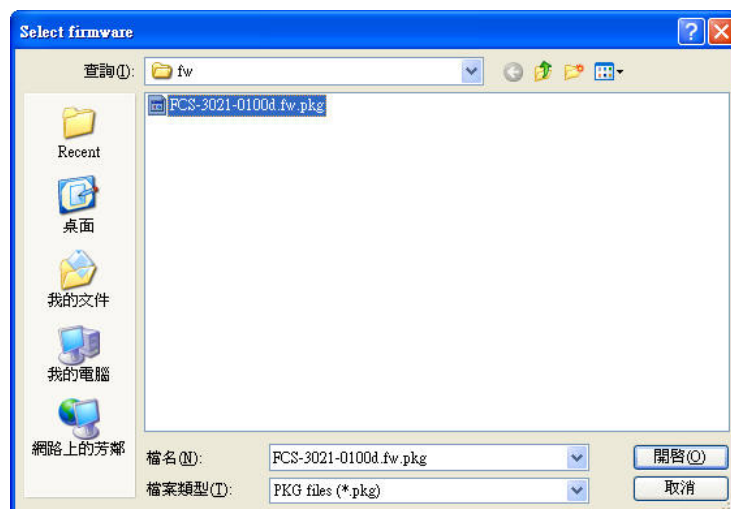 Select firmware
查詢(I): fw
FCS-3021-0100d.fw.pkg
Recent
桌面
我的文件
我的電腦
網路上的芳鄰
檔名(N): FCS-3021-0100d.fw.pkg 開啓(O)
檔案類型(T): PKG files (*.pkg) 取消